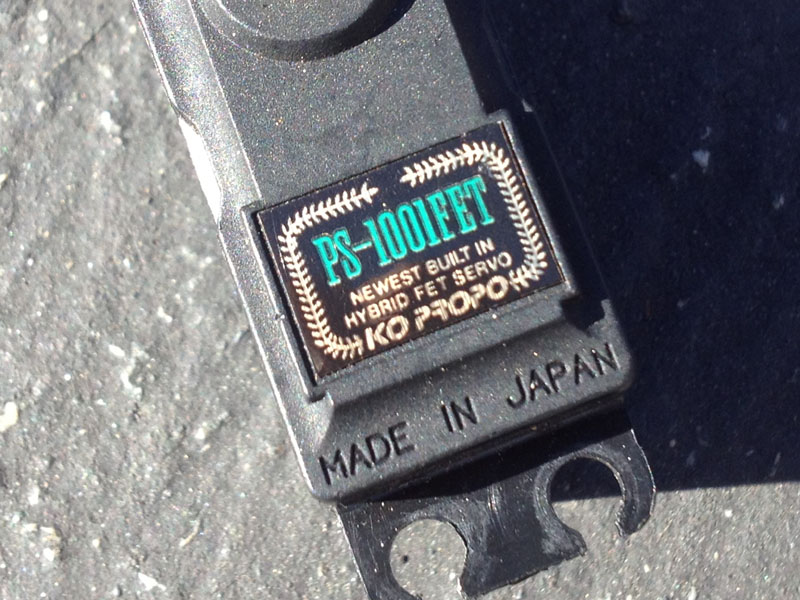 PS-1001FET
NEWEST BUILT IN
HYBRID FET SERVO
KO PROPO
MADE IN JAPAN